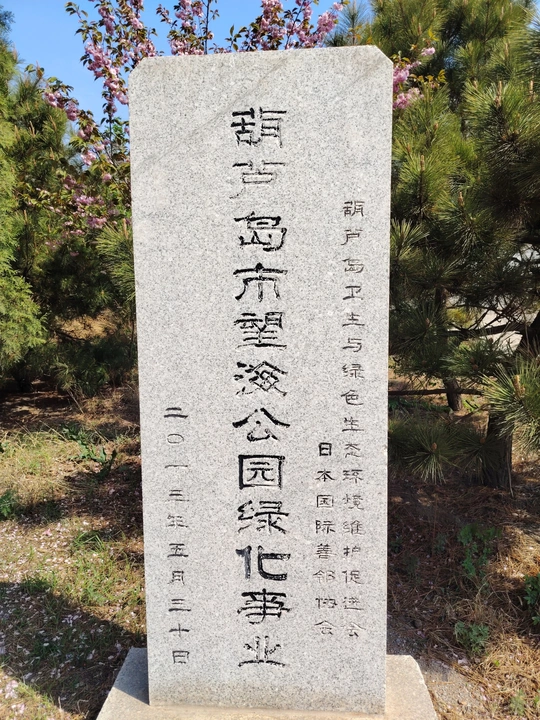 葫芦岛卫生与绿色生态环境维护促进会
日本国际善邻协会
葫芦岛市望海公园绿化事业
二〇一三年五月三十日